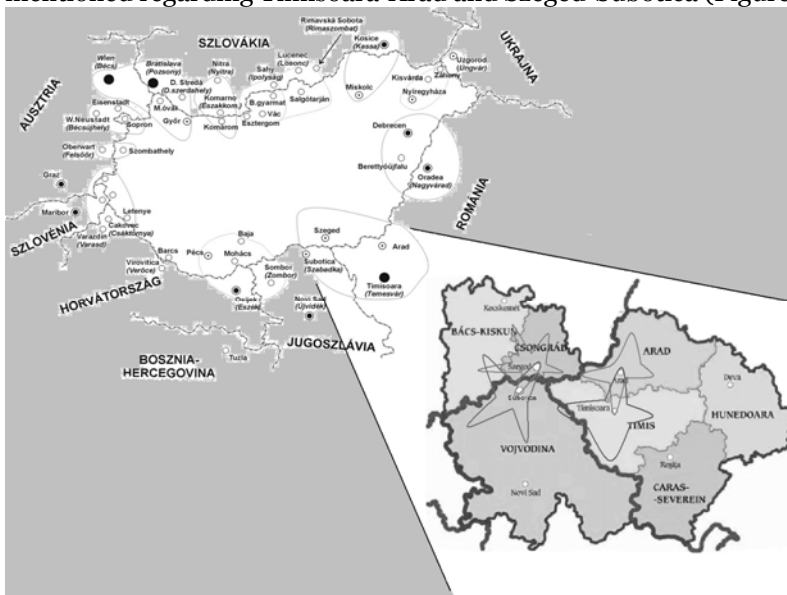 mentioned regarding Timisoara-Arad and Szeged-Subotica (Figure
Rimavská Sobota
(Rimaszombat)
SZLOVÁKIA
Kosice
(Kassa)
UKRAJNA
Wien
(Bécs)
Bratislava
(Pozsony)
Nitra
(Nyitra)
Lucenec
(Losonc)
Sahy
(Ipolyság)
Uzgorod
(Ungvár)
D. Streda
(D.szerdahely)
Kisvárda
Záhony
AUSZTRIA
Miskolc
Nyíregyháza
Eisenstadt
M.óvár
Komarno
(Északkom.)
B.gyarmat
Salgótarján
W.Neustadt
(Bécsújhely)
Sopron
Győr
Komárom
Esztergom
Vác
Debrecen
Oberwart
(Felsőőr)
Szombathely
Berettyóújfalu
Oradea
(Nagyvárad)
Graz
ROMÁNIA
Maribor
Letenye
SZLOVÉNIA
Cakovec
(Csáktornya)
Varazdin
(Varasd)
Baja
Szeged
Arad
Barcs
Pécs
Mohács
Virovitica
(Verőce)
Sombor
(Zombor)
Subotica
(Szabadka)
Timisoara
(Temesvár)
HORVÁTORSZÁG
Osijek
(Eszék)
Novi Sad
(Újvidék)
JUGOSZLÁVIA
BOSZNIA-
HERCEGOVINA
Tuzla
Kecskemet
BÁCS-KISKUN
CSONGRÁD
ARAD
Szeged
Arad
Deva
Subotica
Timisoara
HUNEDOARA
TIMIS
VOJVODINA
Resita
Novi Sad
CARAS-
-SEVEREIN